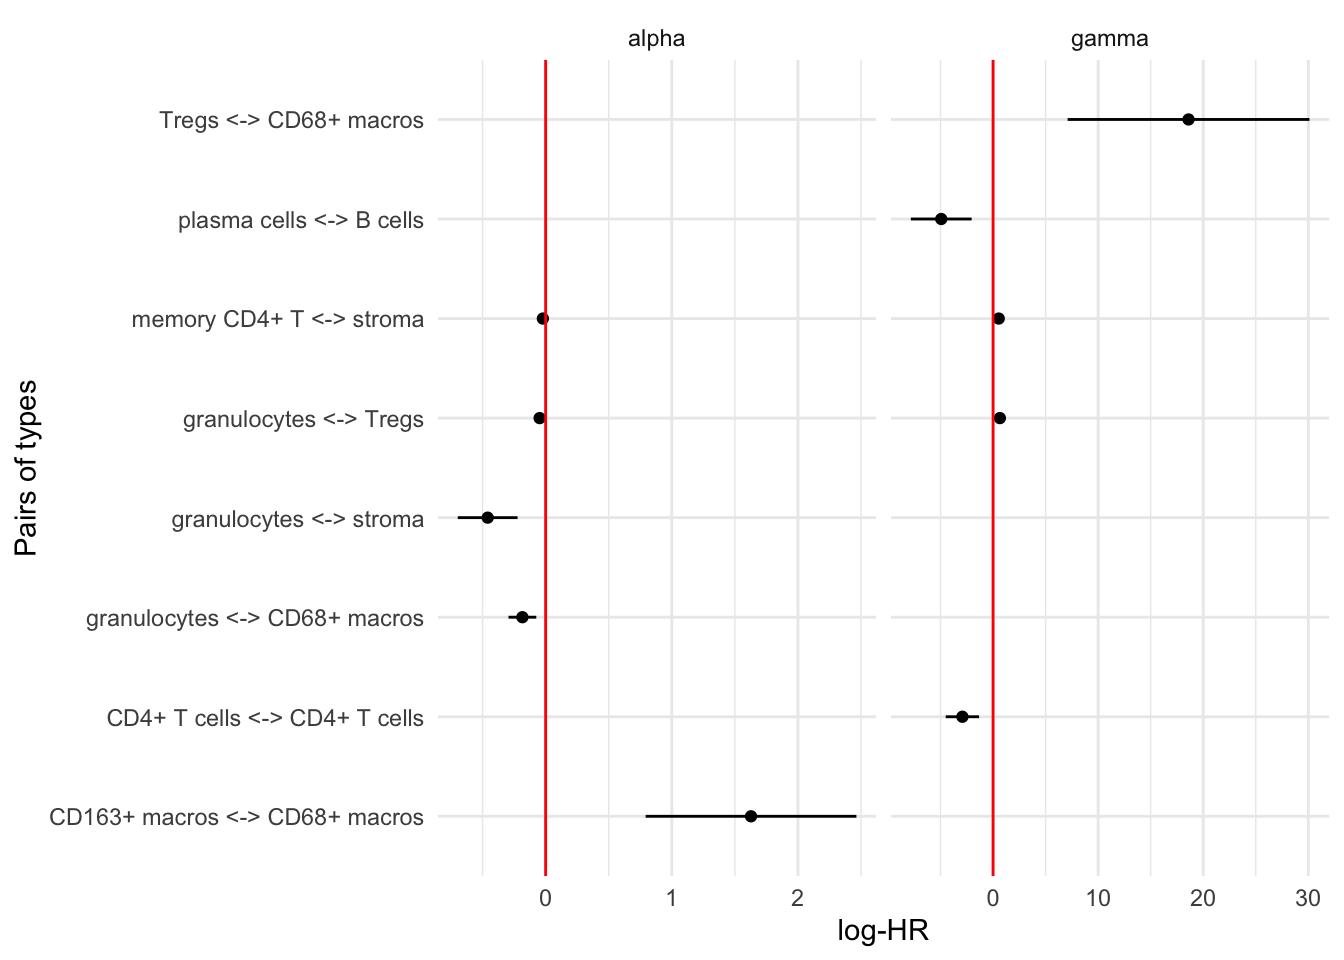 alpha
gamma
Tregs <-> CD68+ macros
plasma cells <-> B cells
memory CD4+ T <-> stroma
granulocytes <-> Tregs
granulocytes <-> stroma
granulocytes <-> CD68+ macros
CD4+ T cells <-> CD4+ T cells
CD163+ macros <-> CD68+ macros
Pairs of types
0 1 2
0 10 20 30
log-HR